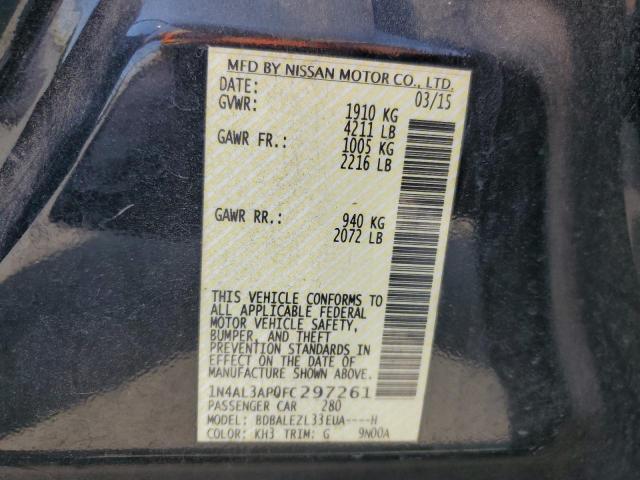 MFD BY NISSAN MOTOR CO., LTD.
DATE: 03/15
GVWR: 1910 KG
4211 LB
GAWR FR.: 1005 KG
2216 LB
GAWR RR.: 940 KG
2072 LB
THIS VEHICLE CONFORMS TO
ALL APPLICABLE FEDERAL
MOTOR VEHICLE SAFETY,
BUMPER, AND THEFT
PREVENTION STANDARDS IN
EFFECT ON THE DATE OF
MANUFACTURE SHOWN ABOVE.
1N4AL3AP0FC297261
PASSENGER CAR 280
MODEL: BDBALEZL33EUA----H
COLOR: KH3 TRIM: G 9N00A